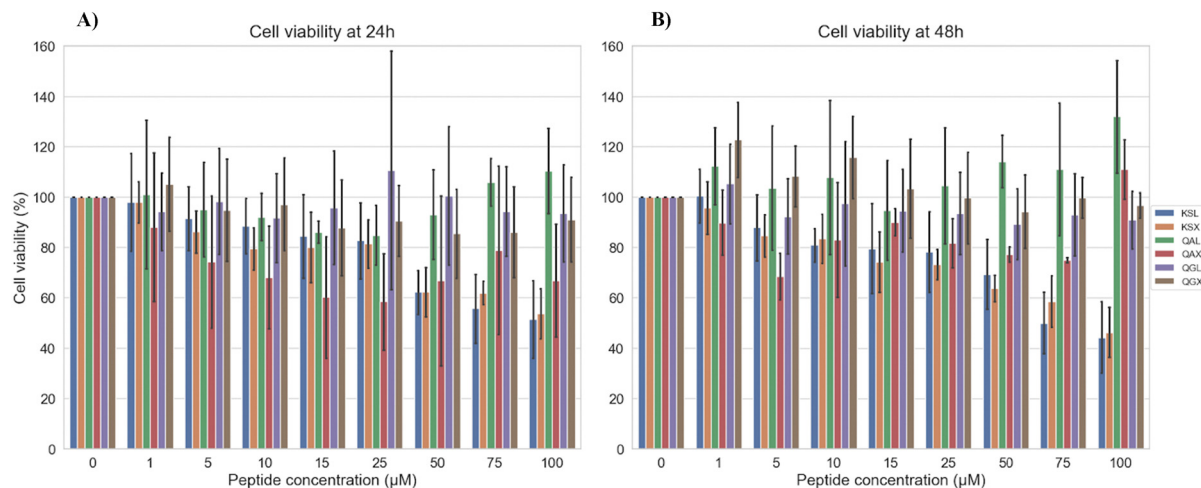 A)
Cell viability at 24h
160
140
120
100
80
60
40
20
0
Cell viability (%)
0 1 5 10 15 25 50 75 100
Peptide concentration (µM)
B)
Cell viability at 48h
160
140
120
100
80
60
40
20
0
Cell viability (%)
0 1 5 10 15 25 50 75 100
Peptide concentration (µM)
KSL
KSX
QAL
QAX
QGL
QGX